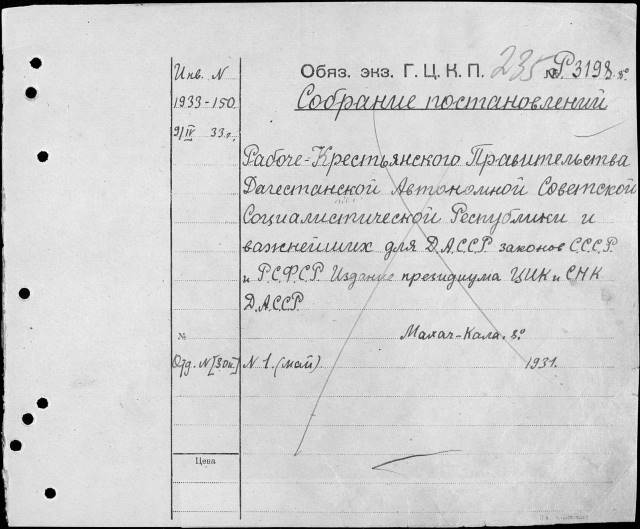 Обяз. экз. Г. Ц. К. П. 235 № Р3198. 8°
Инв. N
1933-150.
9/IV 33 г.
Собрание постановлений
Рабоче-Крестьянского Правительства
Дагестанской Автономной Советской
Социалистической Республики и
важнейших для Д.А.С.С.Р. законов С.С.С.Р.
и Р.С.Ф.С.Р. Издание президиума ЦИК и СНК
Д.А.С.С.Р.
Махач-Кала. 8°
№
Отд. N [30к] N 1. (май). 1931.
Цена